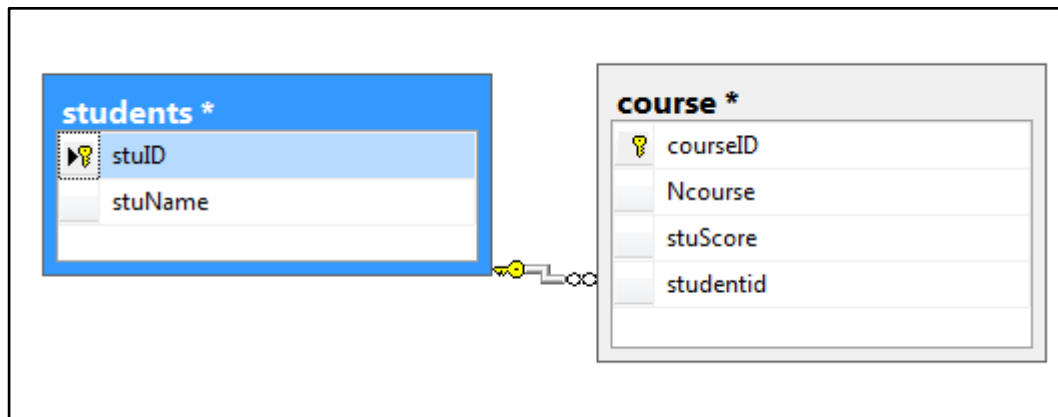 students *
stuID
stuName
course *
courseID
Ncourse
stuScore
studentid